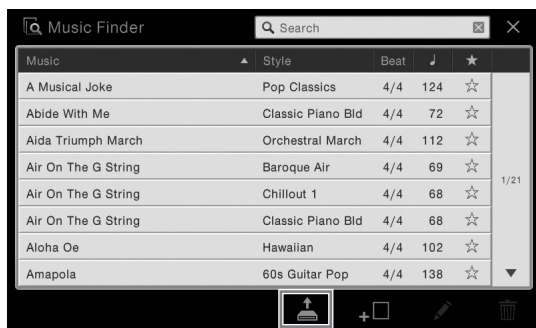 Music Finder Search
Music Style Beat ♩ ★
A Musical Joke Pop Classics 4/4 124 ☆
Abide With Me Classic Piano Bld 4/4 72 ☆
Aida Triumph March Orchestral March 4/4 112 ☆
Air On The G String Baroque Air 4/4 69 ☆
Air On The G String Chillout 1 4/4 68 ☆
Air On The G String Classic Piano Bld 4/4 68 ☆
Aloha Oe Hawaiian 4/4 102 ☆
Amapola 60s Guitar Pop 4/4 138 ☆
1/21